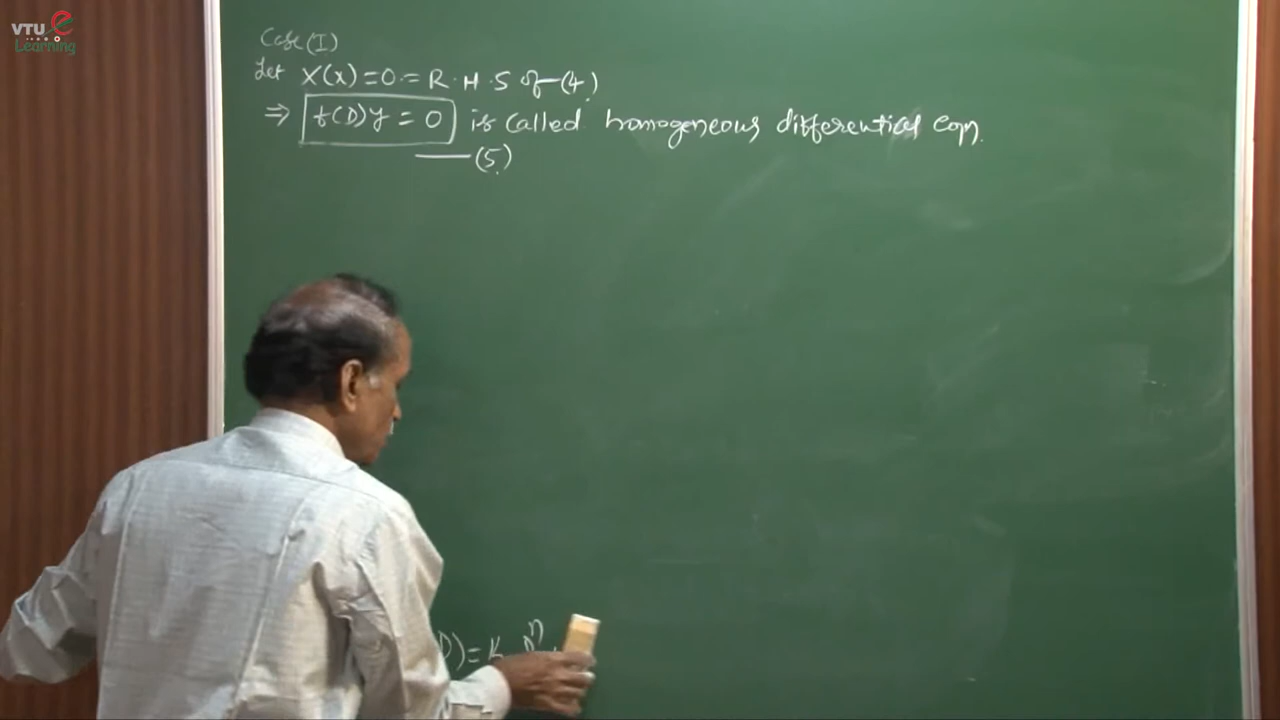 VTU e
Learning
Case (I)
Let X(x) = 0 = R.H.S of (4)
⇒ f(D)y = 0 is called homogeneous differential eqn.
—(5)
D) = k D^n